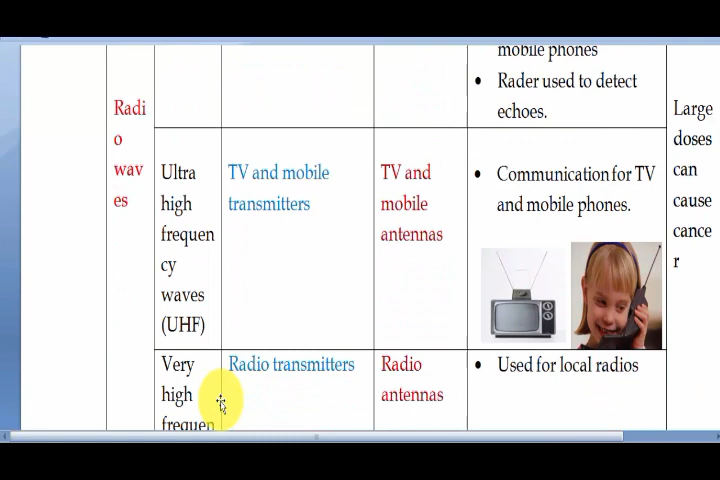 mobile phones
Rader used to detect
echoes.
Radi
o
wav
es
Ultra
high
frequen
cy
waves
(UHF)
TV and mobile
transmitters
TV and
mobile
antennas
Communication for TV
and mobile phones.
Large
doses
can
cause
cance
r
Very
high
frequen
Radio transmitters
Radio
antennas
Used for local radios